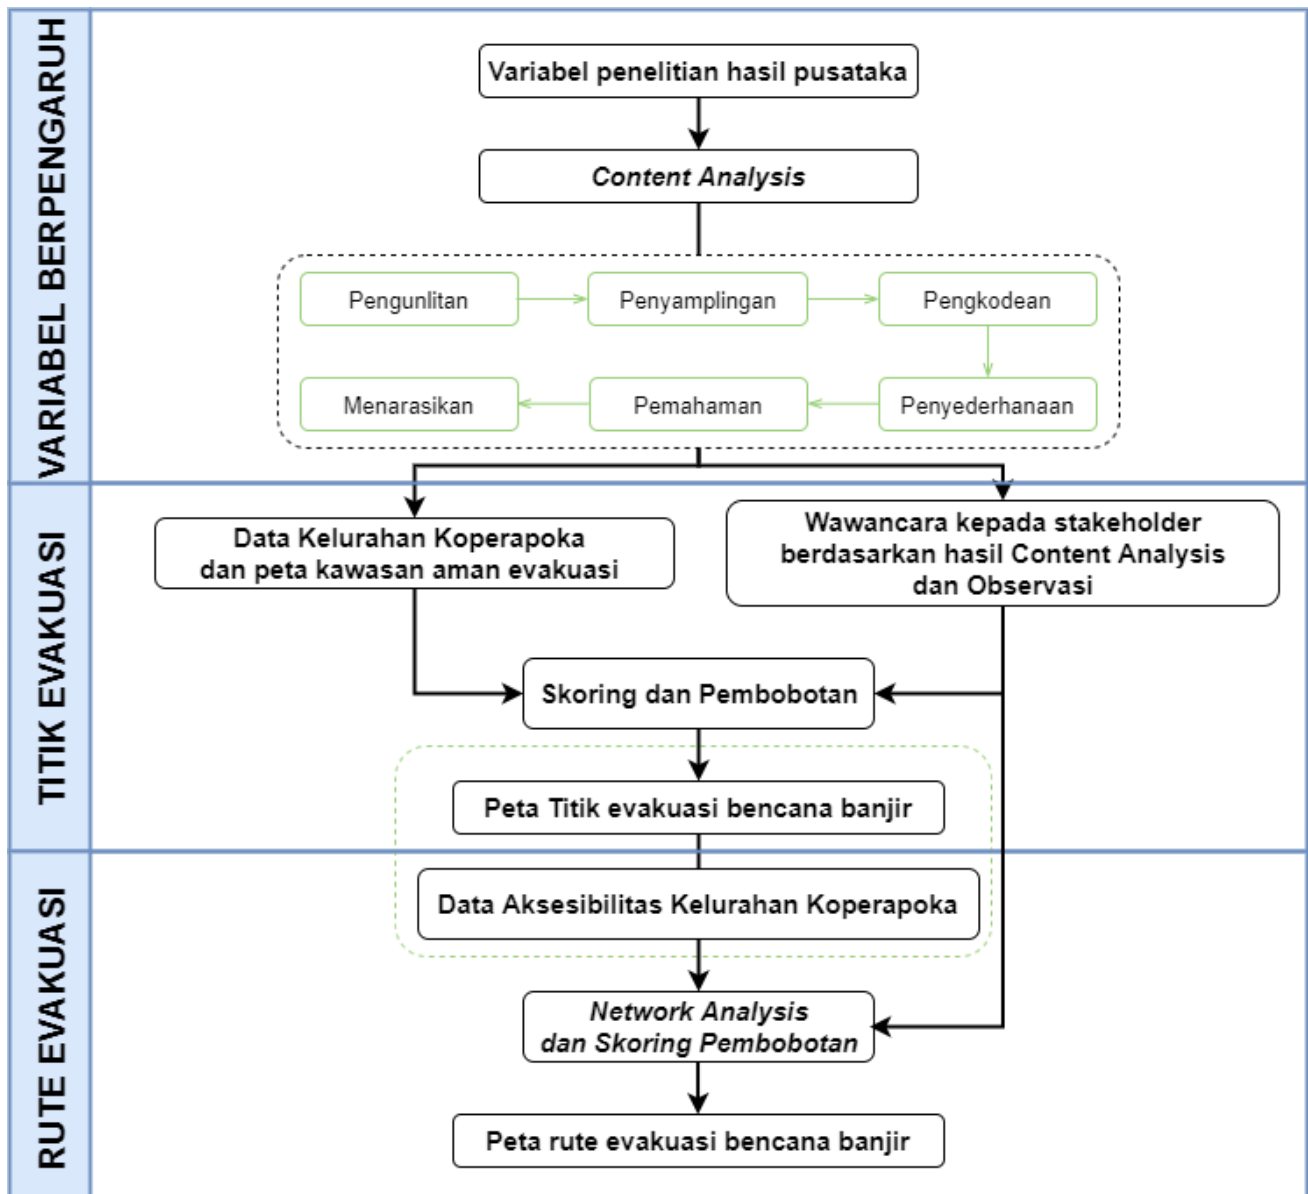 VARIABEL BERPENGARUH
Variabel penelitian hasil pusataka
Content Analysis
Pengunlitan
Penyamplingan
Pengkodean
Menarasikan
Pemahaman
Penyederhanaan
TITIK EVAKUASI
Data Kelurahan Koperapoka
dan peta kawasan aman evakuasi
Wawancara kepada stakeholder
berdasarkan hasil Content Analysis
dan Observasi
Skoring dan Pembobotan
Peta Titik evakuasi bencana banjir
RUTE EVAKUASI
Data Aksesibilitas Kelurahan Koperapoka
Network Analysis
dan Skoring Pembobotan
Peta rute evakuasi bencana banjir